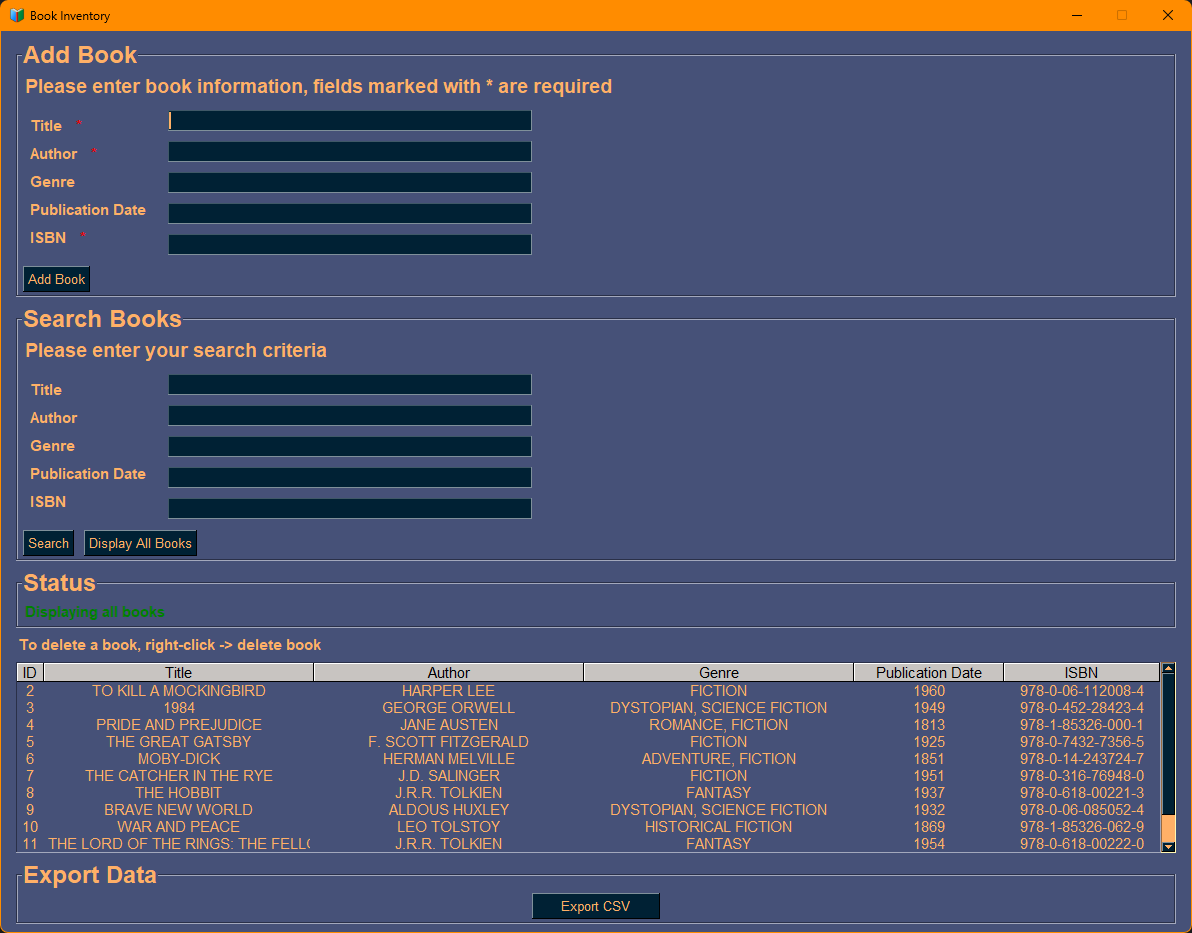 Book Inventory
Add Book
Please enter book information, fields marked with * are required
Title *
Author *
Genre
Publication Date
ISBN *
Add Book
Search Books
Please enter your search criteria
Title
Author
Genre
Publication Date
ISBN
Search Display All Books
Status
Displaying all books
To delete a book, right-click -> delete book
ID Title Author Genre Publication Date ISBN
2 TO KILL A MOCKINGBIRD HARPER LEE FICTION 1960 978-0-06-112008-4
3 1984 GEORGE ORWELL DYSTOPIAN, SCIENCE FICTION 1949 978-0-452-28423-4
4 PRIDE AND PREJUDICE JANE AUSTEN ROMANCE, FICTION 1813 978-1-85326-000-1
5 THE GREAT GATSBY F. SCOTT FITZGERALD FICTION 1925 978-0-7432-7356-5
6 MOBY-DICK HERMAN MELVILLE ADVENTURE, FICTION 1851 978-0-14-243724-7
7 THE CATCHER IN THE RYE J.D. SALINGER FICTION 1951 978-0-316-76948-0
8 THE HOBBIT J.R.R. TOLKIEN FANTASY 1937 978-0-618-00221-3
9 BRAVE NEW WORLD ALDOUS HUXLEY DYSTOPIAN, SCIENCE FICTION 1932 978-0-06-085052-4
10 WAR AND PEACE LEO TOLSTOY HISTORICAL FICTION 1869 978-1-85326-062-9
11 THE LORD OF THE RINGS: THE FELL J.R.R. TOLKIEN FANTASY 1954 978-0-618-00222-0
Export Data
Export CSV